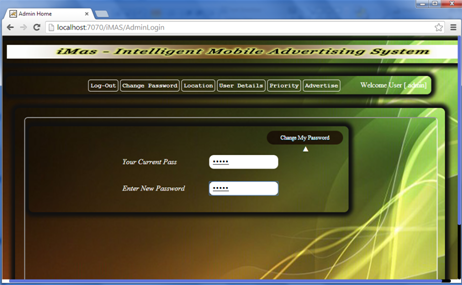 Admin Home
localhost:7070/iMAS/AdminLogin
iMas - Intelligent Mobile Advertising System
Log-Out Change Password Location User Details Priority Advertise Welcome User [ admin]
Change My Password
Your Current Pass •••••
Enter New Password •••••